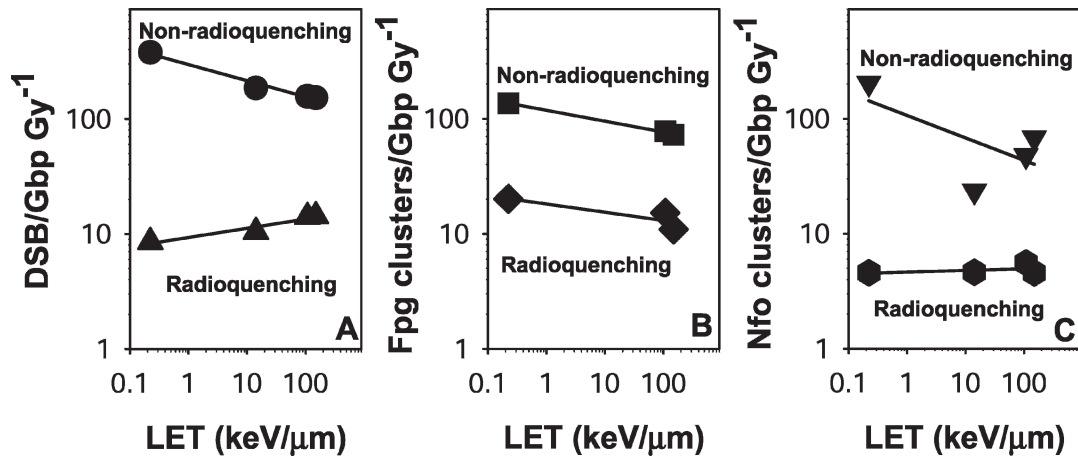 DSB/Gbp Gy-1
100
10
1
Non-radioquenching
Radioquenching
A
0.1 1 10 100
LET (keV/μm)
Fpg clusters/Gbp Gy-1
100
10
1
Non-radioquenching
Radioquenching
B
0.1 1 10 100
LET (keV/μm)
Nfo clusters/Gbp Gy-1
100
10
1
Non-radioquenching
Radioquenching
C
0.1 1 10 100
LET (keV/μm)